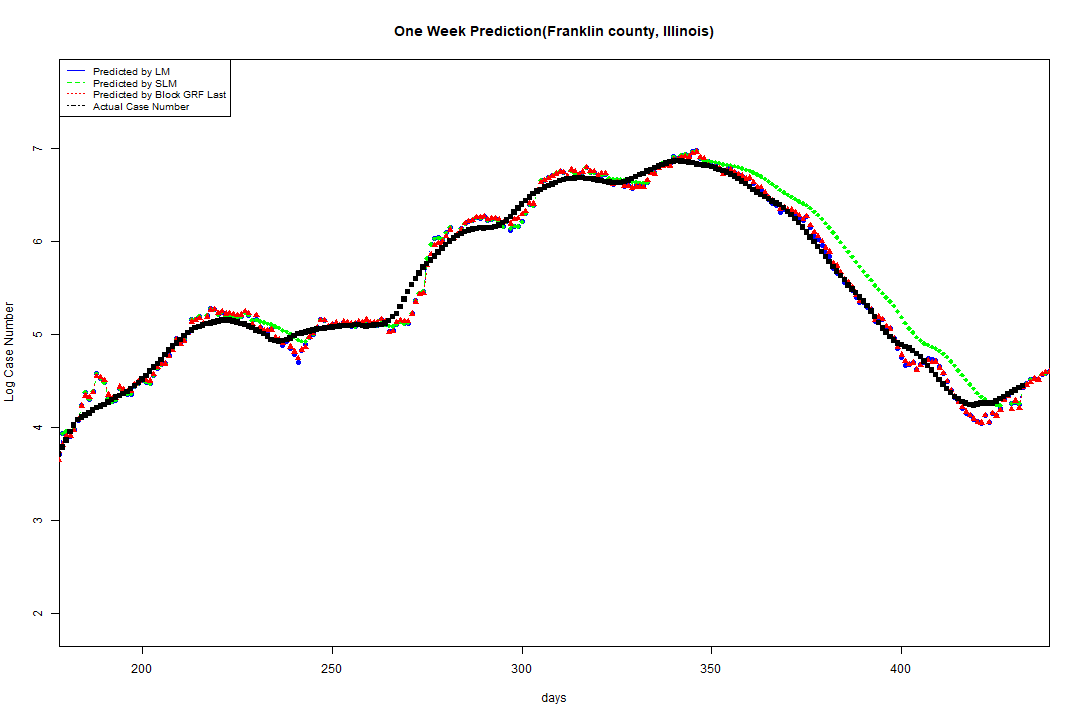 One Week Prediction(Franklin county, Illinois)
Predicted by LM
Predicted by SLM
Predicted by Block GRF Last
Actual Case Number
Log Case Number
7
6
5
4
3
2
200 250 300 350 400
days